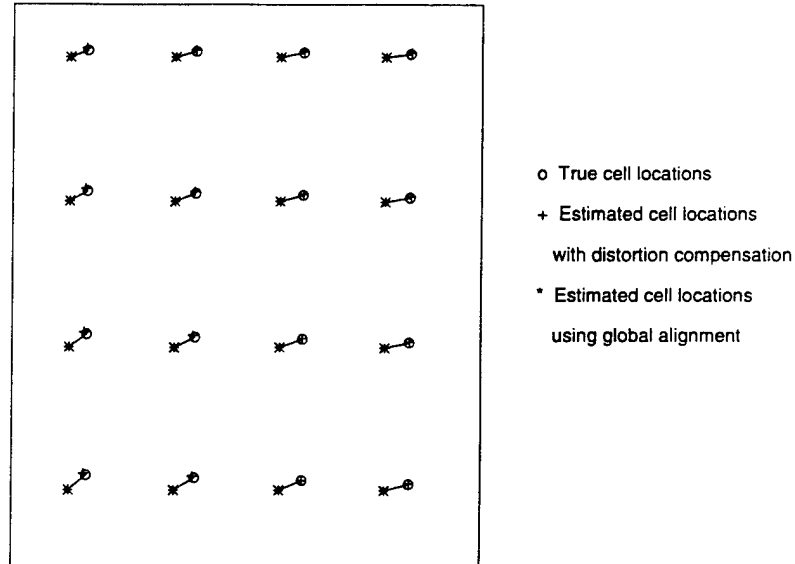 o True cell locations
+ Estimated cell locations
with distortion compensation
* Estimated cell locations
using global alignment